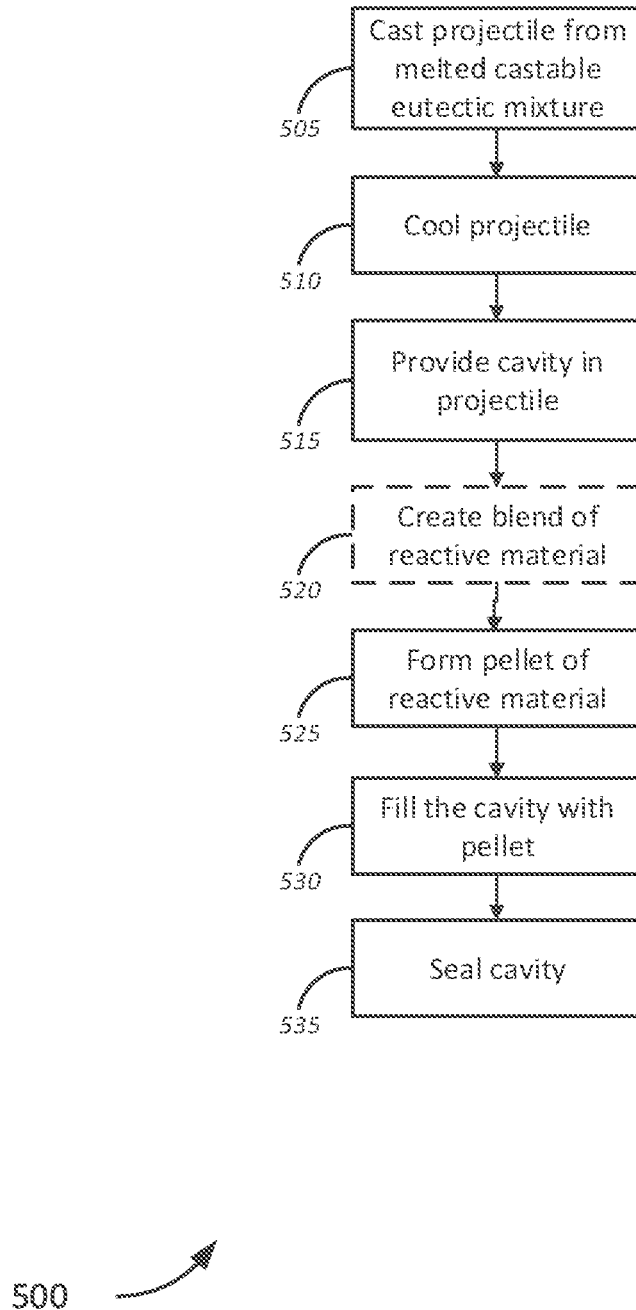 Cast projectile from
melted castable
eutectic mixture
505
Cool projectile
510
Provide cavity in
projectile
515
Create blend of
reactive material
520
Form pellet of
reactive material
525
Fill the cavity with
pellet
530
Seal cavity
535
500